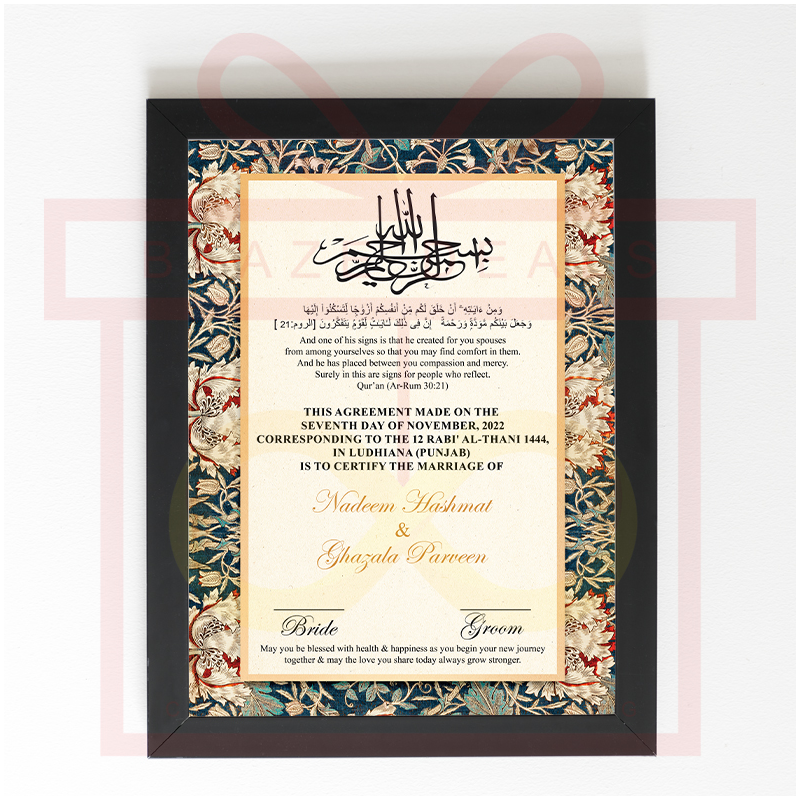 بسم الله الرحمن الرحيم
وَمِنْ ءَايَـٰتِهِۦٓ أَنْ خَلَقَ لَكُم مِّنْ أَنفُسِكُمْ أَزْوَٰجًا لِّتَسْكُنُوٓا۟ إِلَيْهَا
وَجَعَلَ بَيْنَكُم مَّوَدَّةً وَرَحْمَةً ۚ إِنَّ فِى ذَٰلِكَ لَـَٔايَـٰتٍ لِّقَوْمٍ يَتَفَكَّرُونَ [الروم:21 ]
And one of his signs is that he created for you spouses
from among yourselves so that you may find comfort in them.
And he has placed between you compassion and mercy.
Surely in this are signs for people who reflect.
Qur'an (Ar-Rum 30:21)
THIS AGREEMENT MADE ON THE
SEVENTH DAY OF NOVEMBER, 2022
CORRESPONDING TO THE 12 RABI' AL-THANI 1444,
IN LUDHIANA (PUNJAB)
IS TO CERTIFY THE MARRIAGE OF
Nadeem Hashmat
&
Ghazala Parveen
Bride Groom
May you be blessed with health & happiness as you begin your new journey
together & may the love you share today always grow stronger.